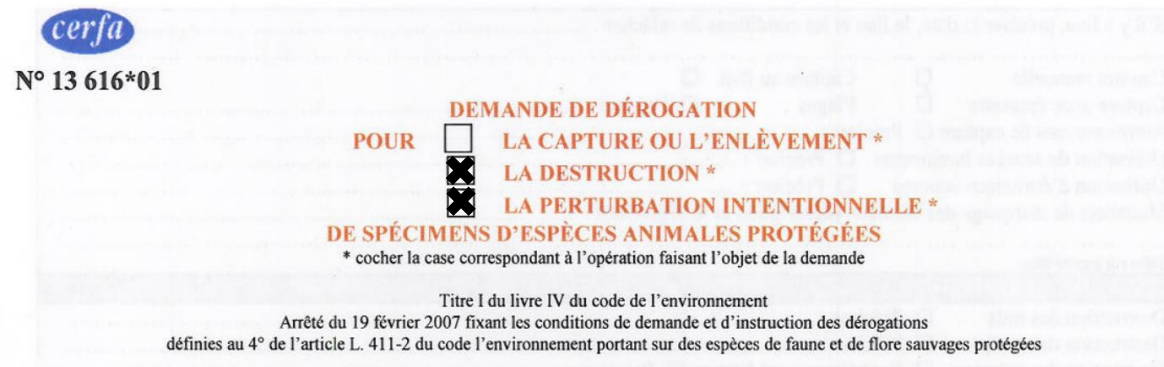 cerfa
N° 13 616*01
DEMANDE DE DÉROGATION
POUR LA CAPTURE OU L'ENLÈVEMENT *
LA DESTRUCTION *
LA PERTURBATION INTENTIONNELLE *
DE SPÉCIMENS D'ESPÈCES ANIMALES PROTÉGÉES
* cocher la case correspondant à l'opération faisant l'objet de la demande
Titre I du livre IV du code de l'environnement
Arrêté du 19 février 2007 fixant les conditions de demande et d'instruction des dérogations
définies au 4° de l'article L. 411-2 du code l'environnement portant sur des espèces de faune et de flore sauvages protégées